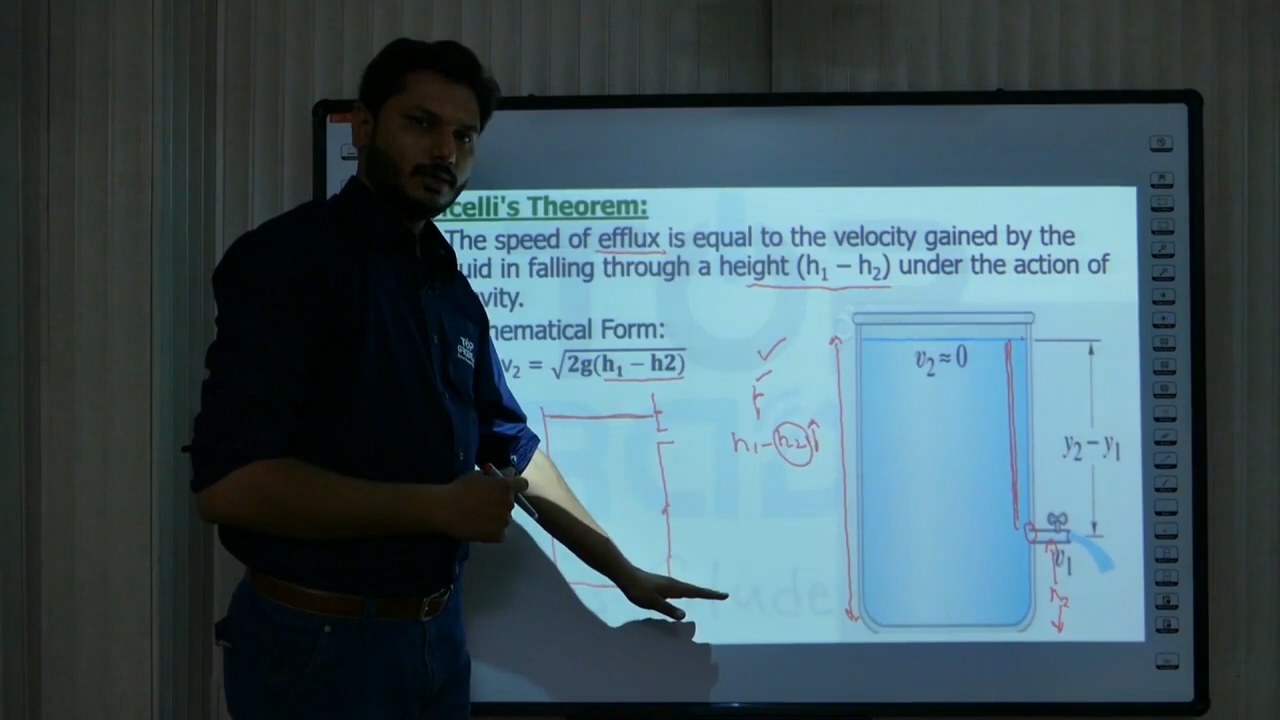 icelli's Theorem:
The speed of efflux is equal to the velocity gained by the
uid in falling through a height (h₁ – h₂) under the action of
vity.
hematical Form:
v₂ = √2g(h₁ − h2)
v₂ ≈ 0
h₁ - h₂
y₂ – y₁
v₁
h₂
TOP